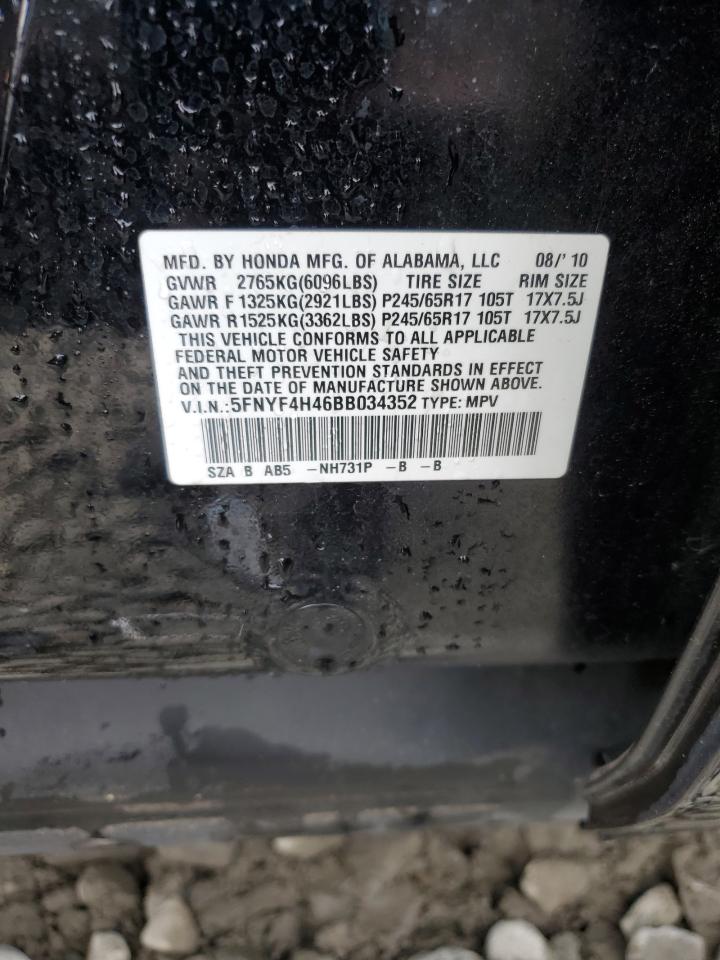 MFD. BY HONDA MFG. OF ALABAMA, LLC 08/' 10
GVWR 2765KG(6096LBS) TIRE SIZE RIM SIZE
GAWR F 1325KG(2921LBS) P245/65R17 105T 17X7.5J
GAWR R1525KG(3362LBS) P245/65R17 105T 17X7.5J
THIS VEHICLE CONFORMS TO ALL APPLICABLE
FEDERAL MOTOR VEHICLE SAFETY
AND THEFT PREVENTION STANDARDS IN EFFECT
ON THE DATE OF MANUFACTURE SHOWN ABOVE.
V.I.N.:5FNYF4H46BB034352 TYPE: MPV
SZA B AB5 -NH731P -B -B